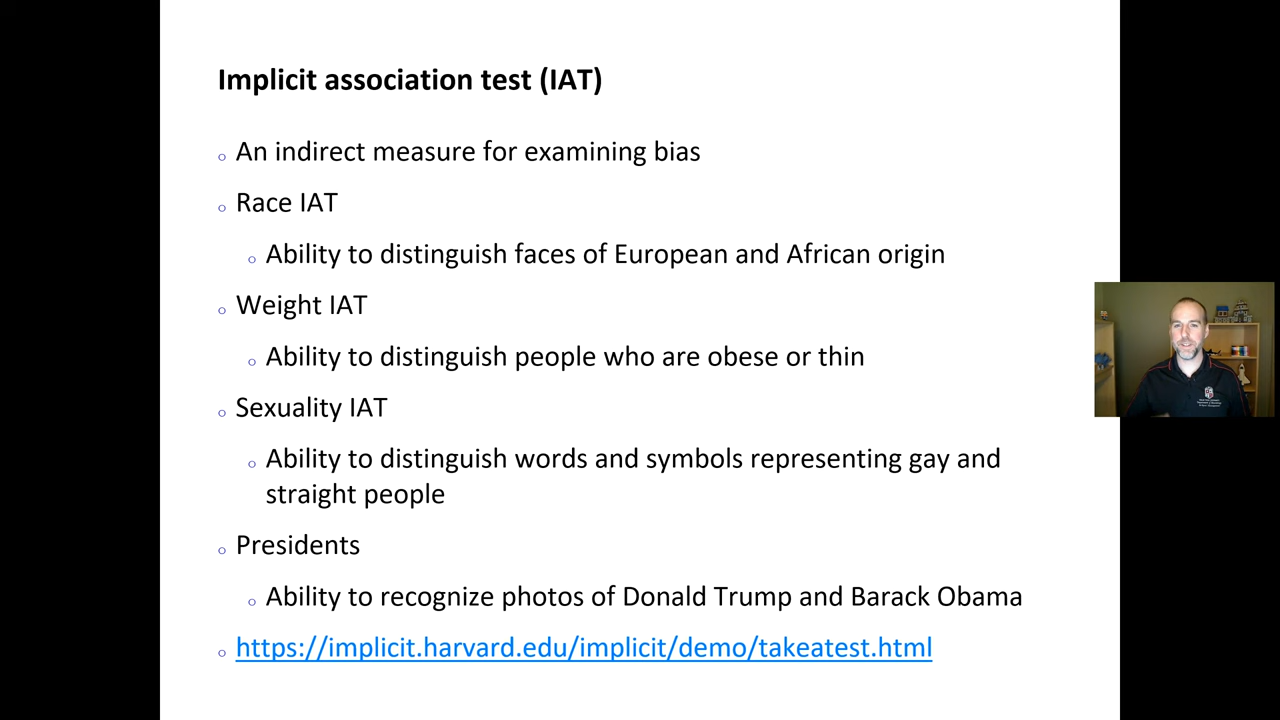 Implicit association test (IAT)
o An indirect measure for examining bias
o Race IAT
o Ability to distinguish faces of European and African origin
o Weight IAT
o Ability to distinguish people who are obese or thin
o Sexuality IAT
o Ability to distinguish words and symbols representing gay and
straight people
o Presidents
o Ability to recognize photos of Donald Trump and Barack Obama
o https://implicit.harvard.edu/implicit/demo/takeatest.html